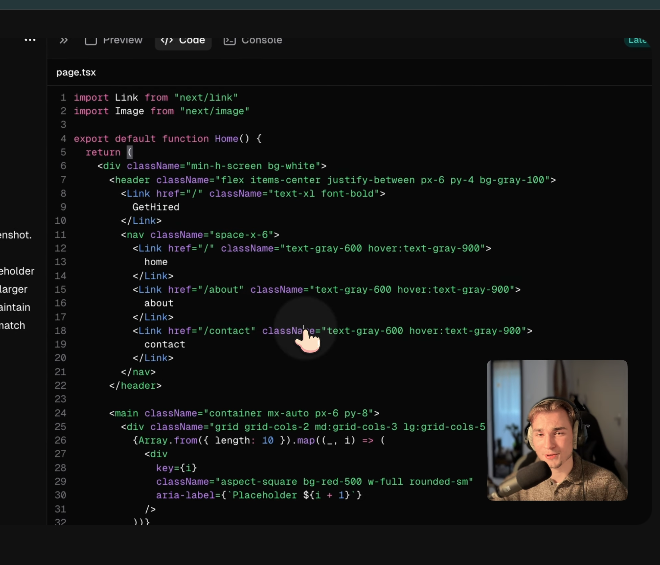 Preview
Code
Console
page.tsx
enshot.
eholder
larger
aintain
match
1 import Link from "next/link"
2 import Image from "next/image"
3
4 export default function Home() {
5 return (
6 <div className="min-h-screen bg-white">
7 <header className="flex items-center justify-between px-6 py-4 bg-gray-100">
8 <Link href="/" className="text-xl font-bold">
9 GetHired
10 </Link>
11 <nav className="space-x-6">
12 <Link href="/" className="text-gray-600 hover:text-gray-900">
13 home
14 </Link>
15 <Link href="/about" className="text-gray-600 hover:text-gray-900">
16 about
17 </Link>
18 <Link href="/contact" className="text-gray-600 hover:text-gray-900">
19 contact
20 </Link>
21 </nav>
22 </header>
23
24 <main className="container mx-auto px-6 py-8">
25 <div className="grid grid-cols-2 md:grid-cols-3 lg:grid-cols-5
26 {Array.from({ length: 10 }).map((_, i) => (
27 <div
28 key={i}
29 className="aspect-square bg-red-500 w-full rounded-sm"
30 aria-label={`Placeholder ${i + 1}`}
31 />
32 ))}